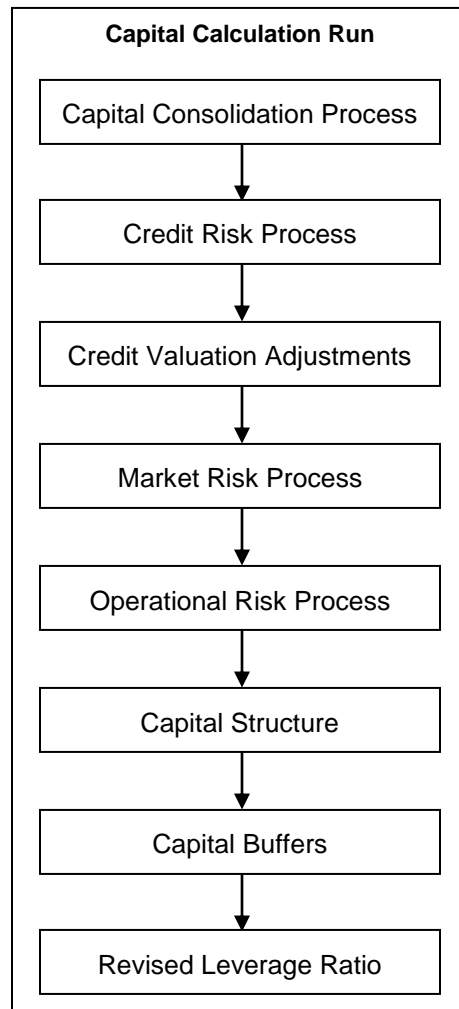 Capital Calculation Run
Capital Consolidation Process
Credit Risk Process
Credit Valuation Adjustments
Market Risk Process
Operational Risk Process
Capital Structure
Capital Buffers
Revised Leverage Ratio